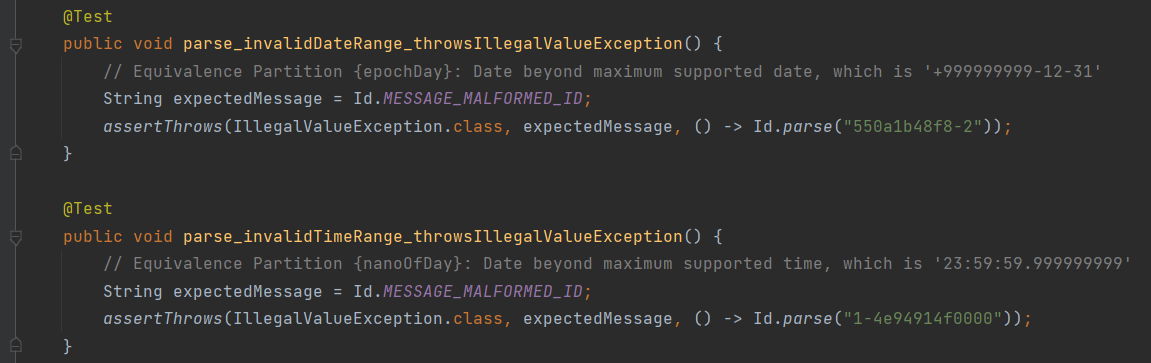 @Test
public void parse_invalidDateRange_throwsIllegalValueException() {
// Equivalence Partition {epochDay}: Date beyond maximum supported date, which is '+999999999-12-31'
String expectedMessage = Id.MESSAGE_MALFORMED_ID;
assertThrows(IllegalValueException.class, expectedMessage, () -> Id.parse("550a1b48f8-2"));
}
@Test
public void parse_invalidTimeRange_throwsIllegalValueException() {
// Equivalence Partition {nanoOfDay}: Date beyond maximum supported time, which is '23:59:59.999999999'
String expectedMessage = Id.MESSAGE_MALFORMED_ID;
assertThrows(IllegalValueException.class, expectedMessage, () -> Id.parse("1-4e94914f0000"));
}